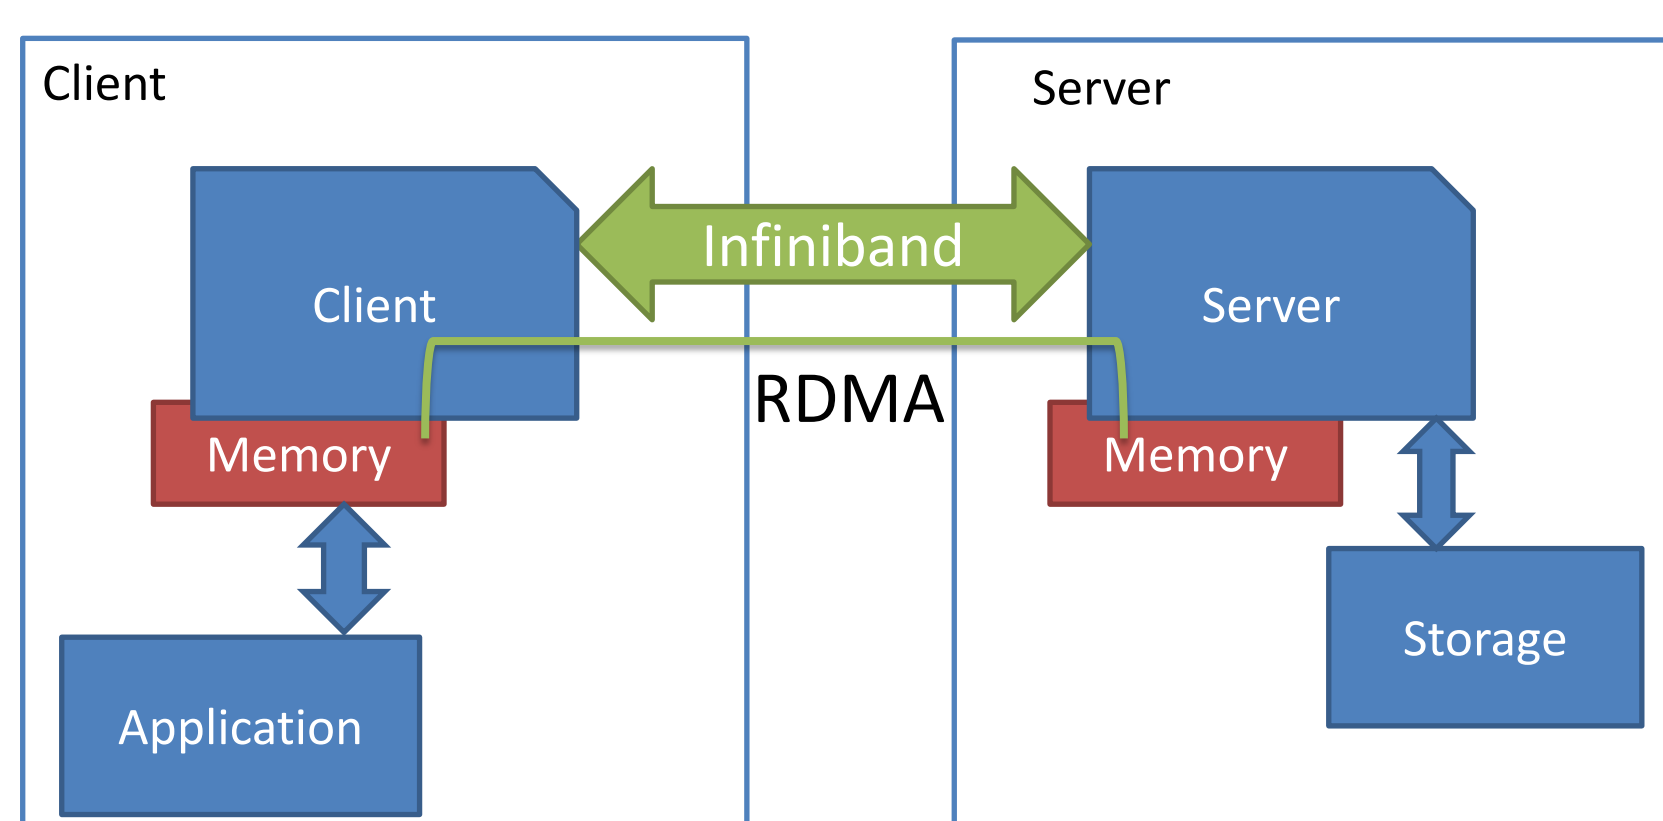 Client
Server
Infiniband
Client
Server
RDMA
Memory
Memory
Storage
Application